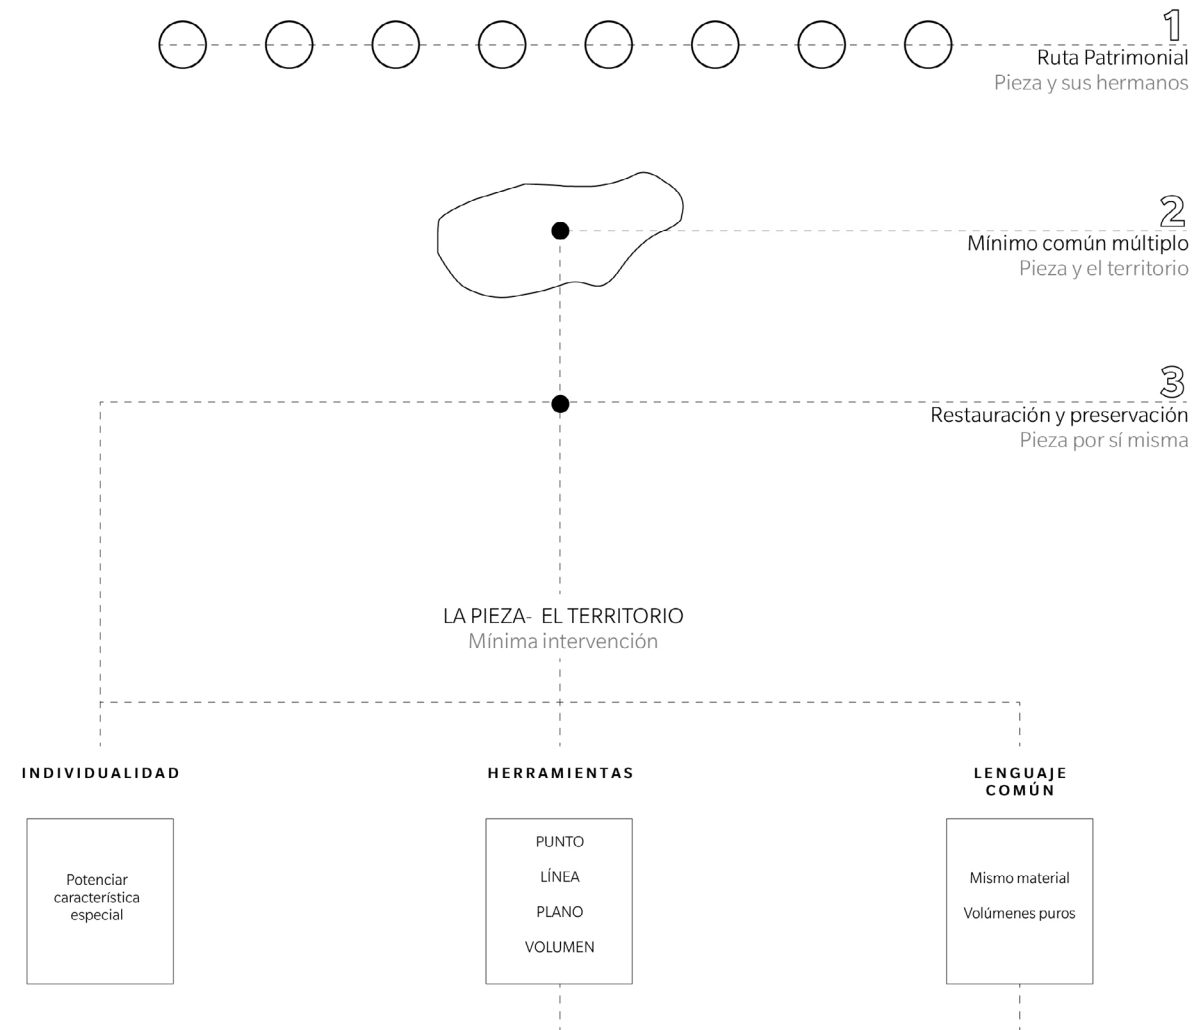 1
Ruta Patrimonial
Pieza y sus hermanos
2
Mínimo común múltiplo
Pieza y el territorio
3
Restauración y preservación
Pieza por sí misma
LA PIEZA- EL TERRITORIO
Mínima intervención
INDIVIDUALIDAD
Potenciar
característica
especial
HERRAMIENTAS
PUNTO
LÍNEA
PLANO
VOLUMEN
LENGUAJE
COMÚN
Mismo material
Volúmenes puros